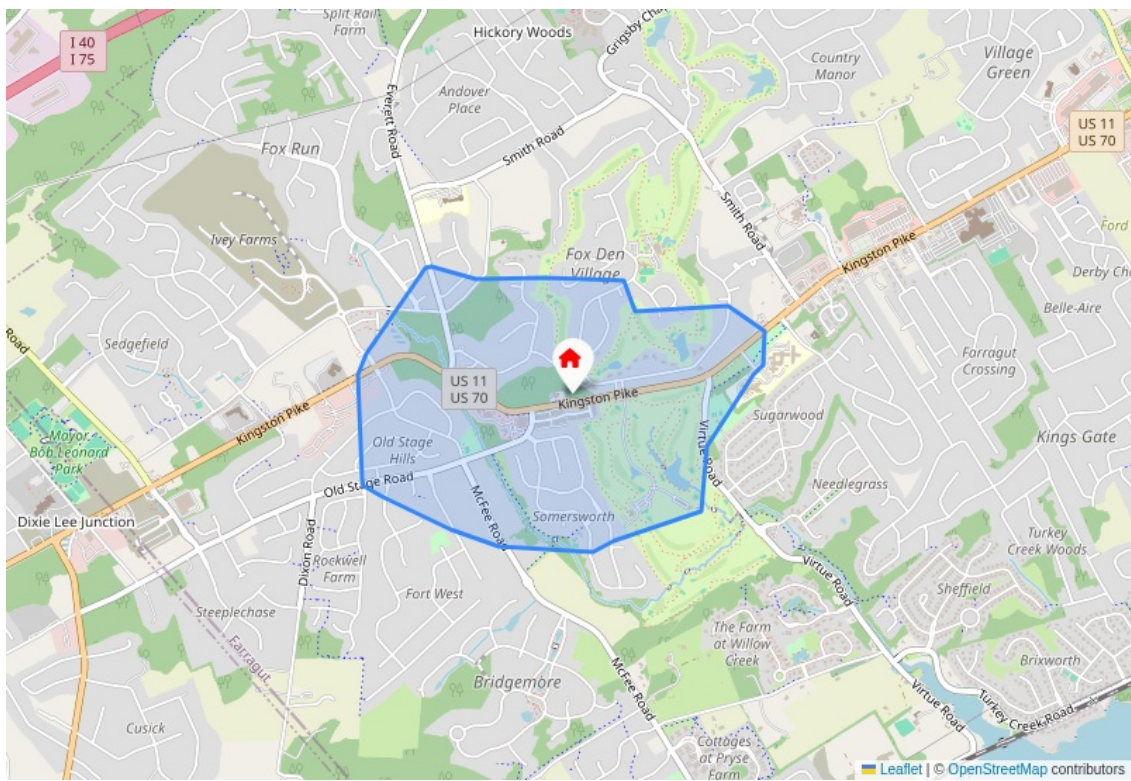 Split Rail
Farm
Hickory Woods
Grigsby Cha
I 40
I 75
Andover
Place
Country
Manor
Village
Green
Everett Road
US 11
US 70
Fox Run
Smith Road
Smith Road
Ivey Farms
Fox Den
Village
Kingston Pike
Ford
Derby Cha
Belle-Aire
Road
Sedgefield
Farragut
Crossing
US 11
US 70
Kingston Pike
Kingston Pike
Sugarwood
Mayor
Bob Leonard
Park
Old Stage
Hills
Virtue Road
Kings Gate
Old Stage Road
McFee Road
Needlegrass
Dixie Lee Junction
Somersworth
Dixon Road
Rockwell
Farm
Turkey
Creek Woods
Virtue Road
Sheffield
Fort West
Steeplechase
Farragut
The Farm
at Willow
Creek
Brixworth
McFee Road
Bridgemore
Virtue Road
Turkey Creek Road
Cusick
Cottages
at Pryse
Farm
Leaflet | © OpenStreetMap contributors